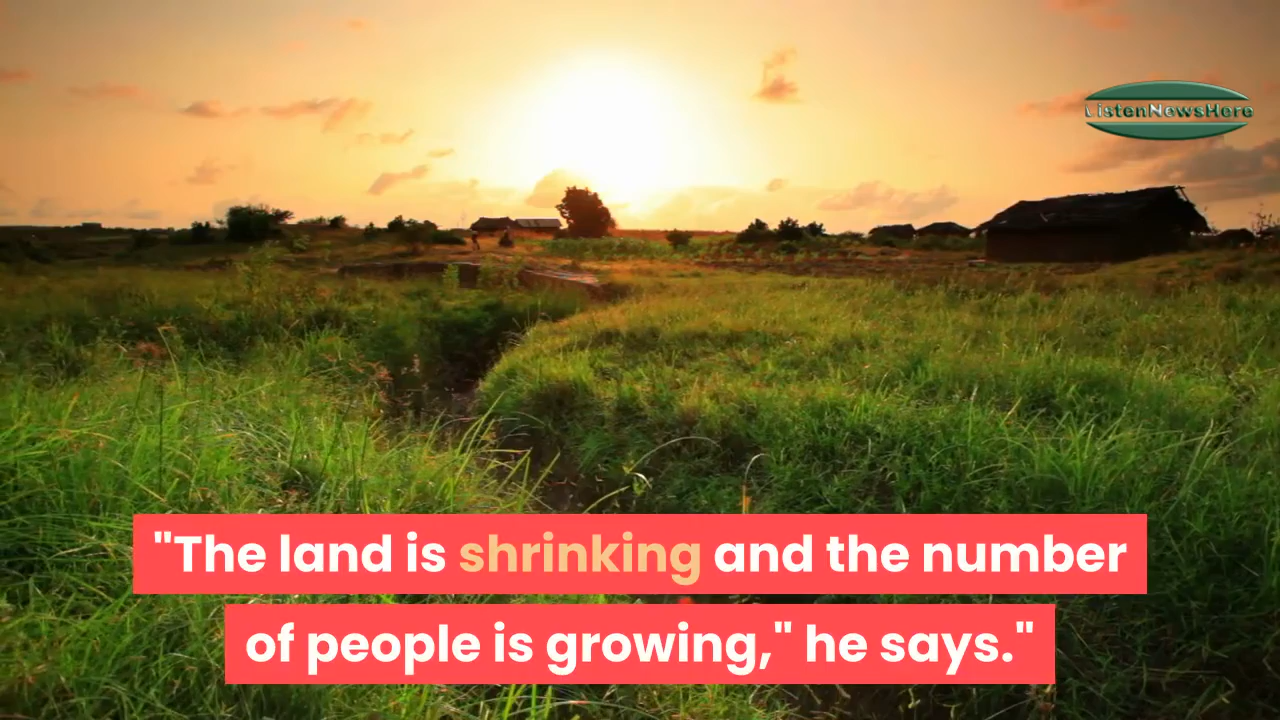 ListenNewsHere
"The land is shrinking and the number
of people is growing," he says."